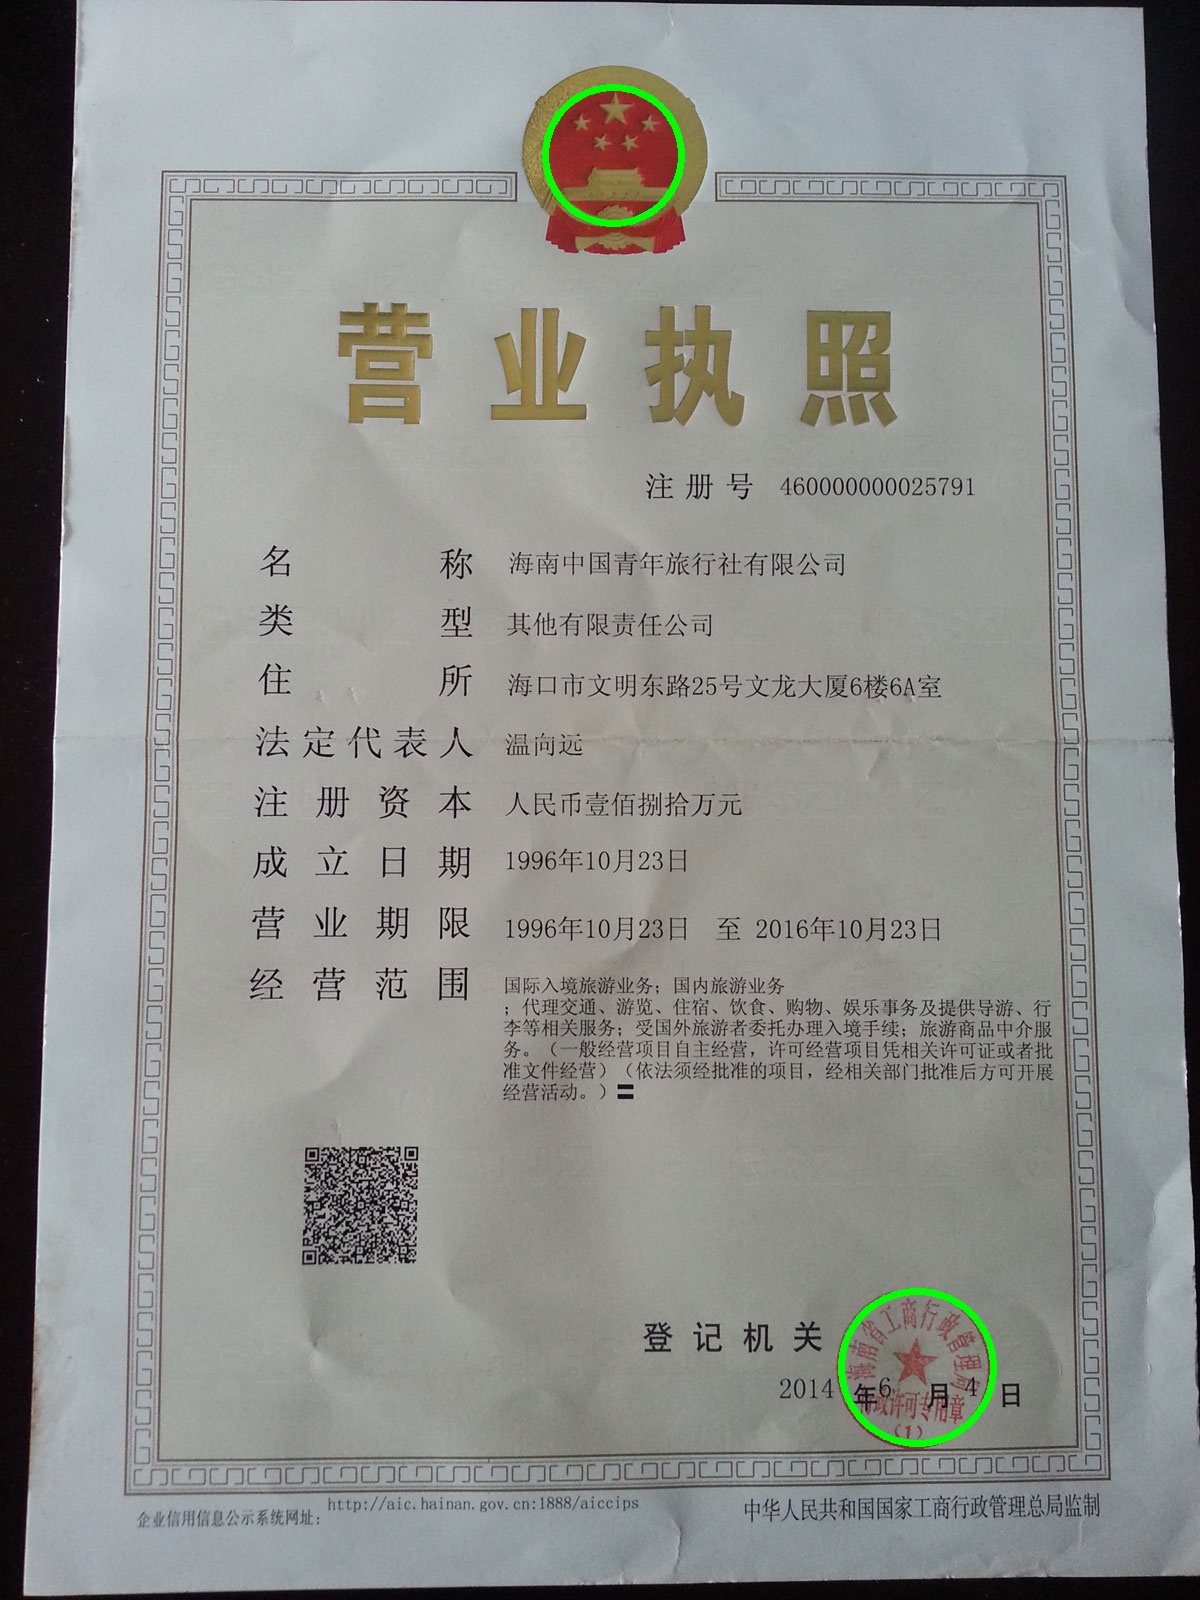 营业执照
注册号 460000000025791
名称 海南中国青年旅行社有限公司
类型 其他有限责任公司
住所 海口市文明东路25号文龙大厦6楼6A室
法定代表人 温向远
注册资本 人民币壹佰捌拾万元
成立日期 1996年10月23日
营业期限 1996年10月23日 至 2016年10月23日
经营范围 国际入境旅游业务；国内旅游业务
；代理交通、游览、住宿、饮食、购物、娱乐事务及提供导游、行
李等相关服务；受国外旅游者委托办理入境手续；旅游商品中介服
务。（一般经营项目自主经营，许可经营项目凭相关许可证或者批
准文件经营）（依法须经批准的项目，经相关部门批准后方可开展
经营活动。）
登记机关
海南省工商行政管理局
行政许可专用章
（1）
2014年6月4日
企业信用信息公示系统网址：http://aic.hainan.gov.cn:1888/aiccips
中华人民共和国国家工商行政管理总局监制